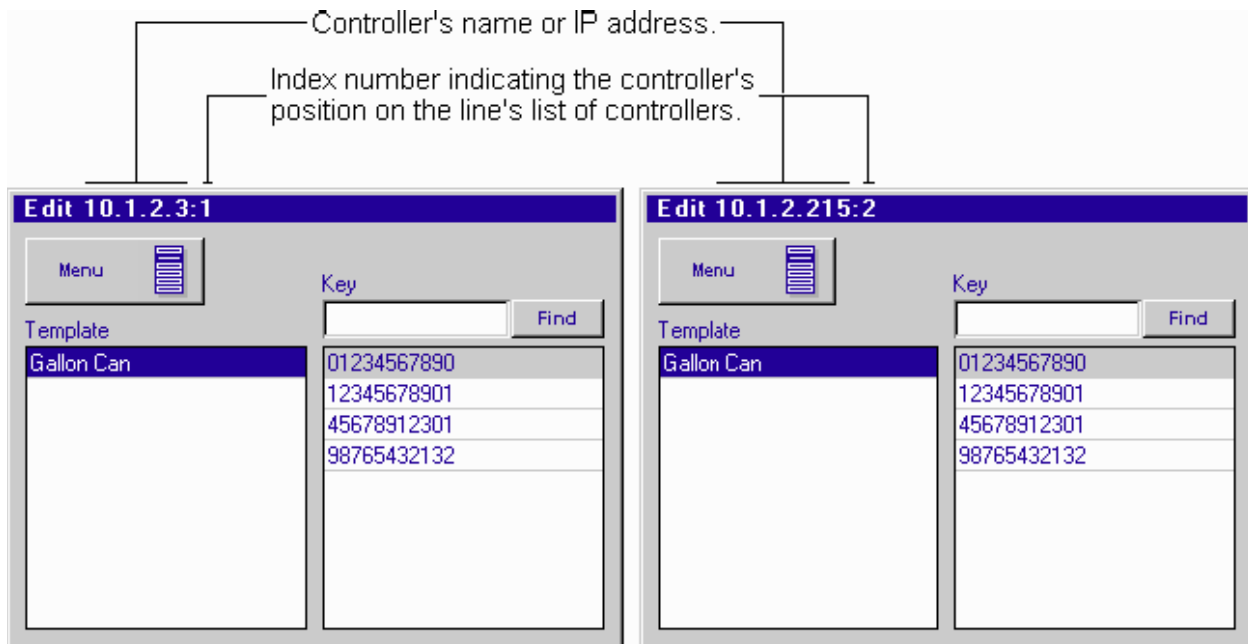 Controller's name or IP address.
Index number indicating the controller's
position on the line's list of controllers.
Edit 10.1.2.3:1
Menu
Key
Find
Template
Gallon Can
01234567890
12345678901
45678912301
98765432132
Edit 10.1.2.215:2
Menu
Key
Find
Template
Gallon Can
01234567890
12345678901
45678912301
98765432132